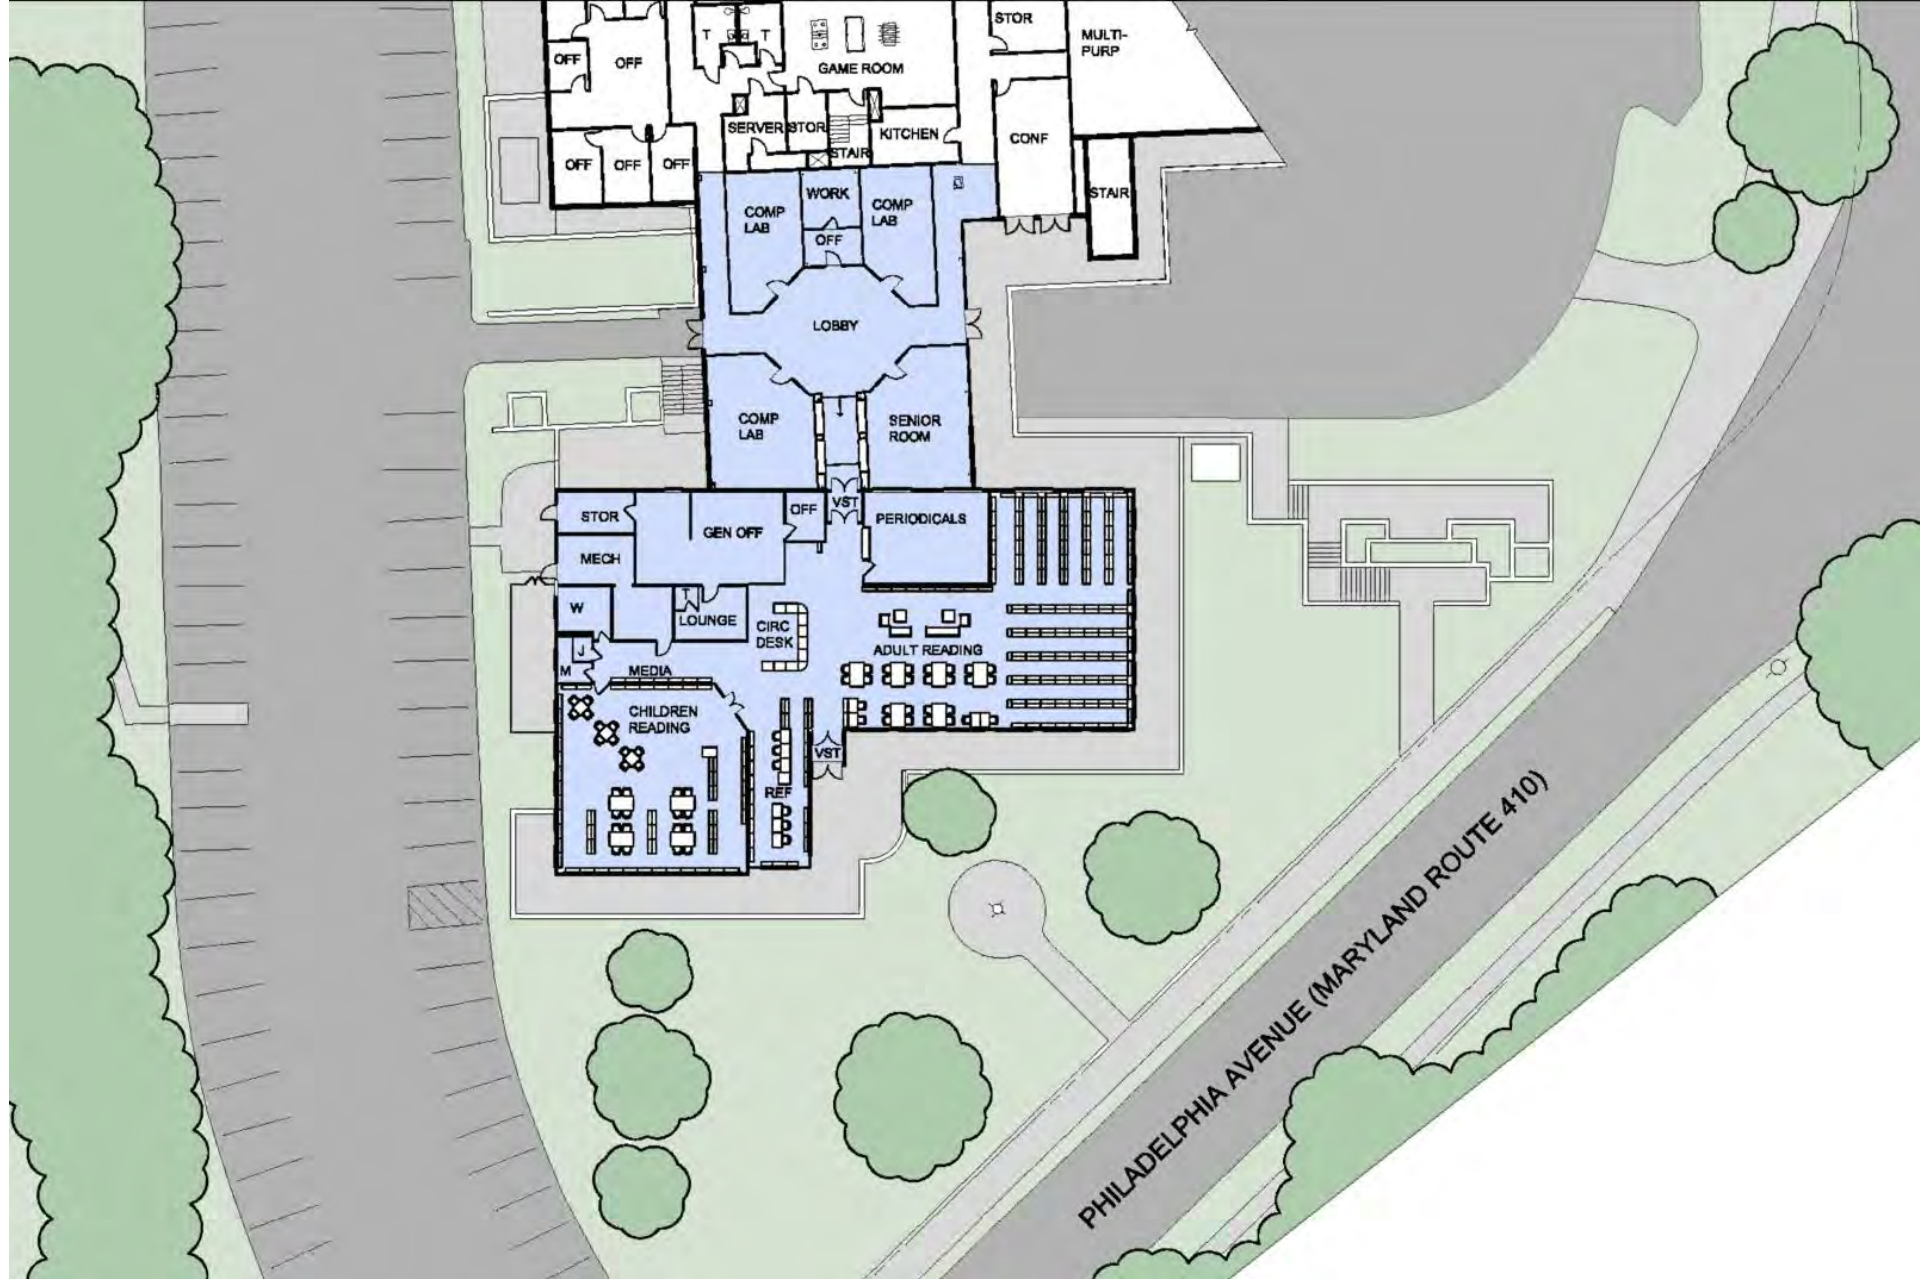 STOR
MULTI-
PURP
OFF
OFF
T
T
GAME ROOM
SERVER
STOR
STAIR
KITCHEN
CONF
OFF
OFF
OFF
STAIR
COMP
LAB
WORK
COMP
LAB
OFF
LOBBY
COMP
LAB
SENIOR
ROOM
STOR
GEN OFF
OFF
VST
PERIODICALS
MECH
W
T
LOUNGE
CIRC
DESK
ADULT READING
J
M
MEDIA
CHILDREN
READING
VST
REF
PHILADELPHIA AVENUE (MARYLAND ROUTE 410)